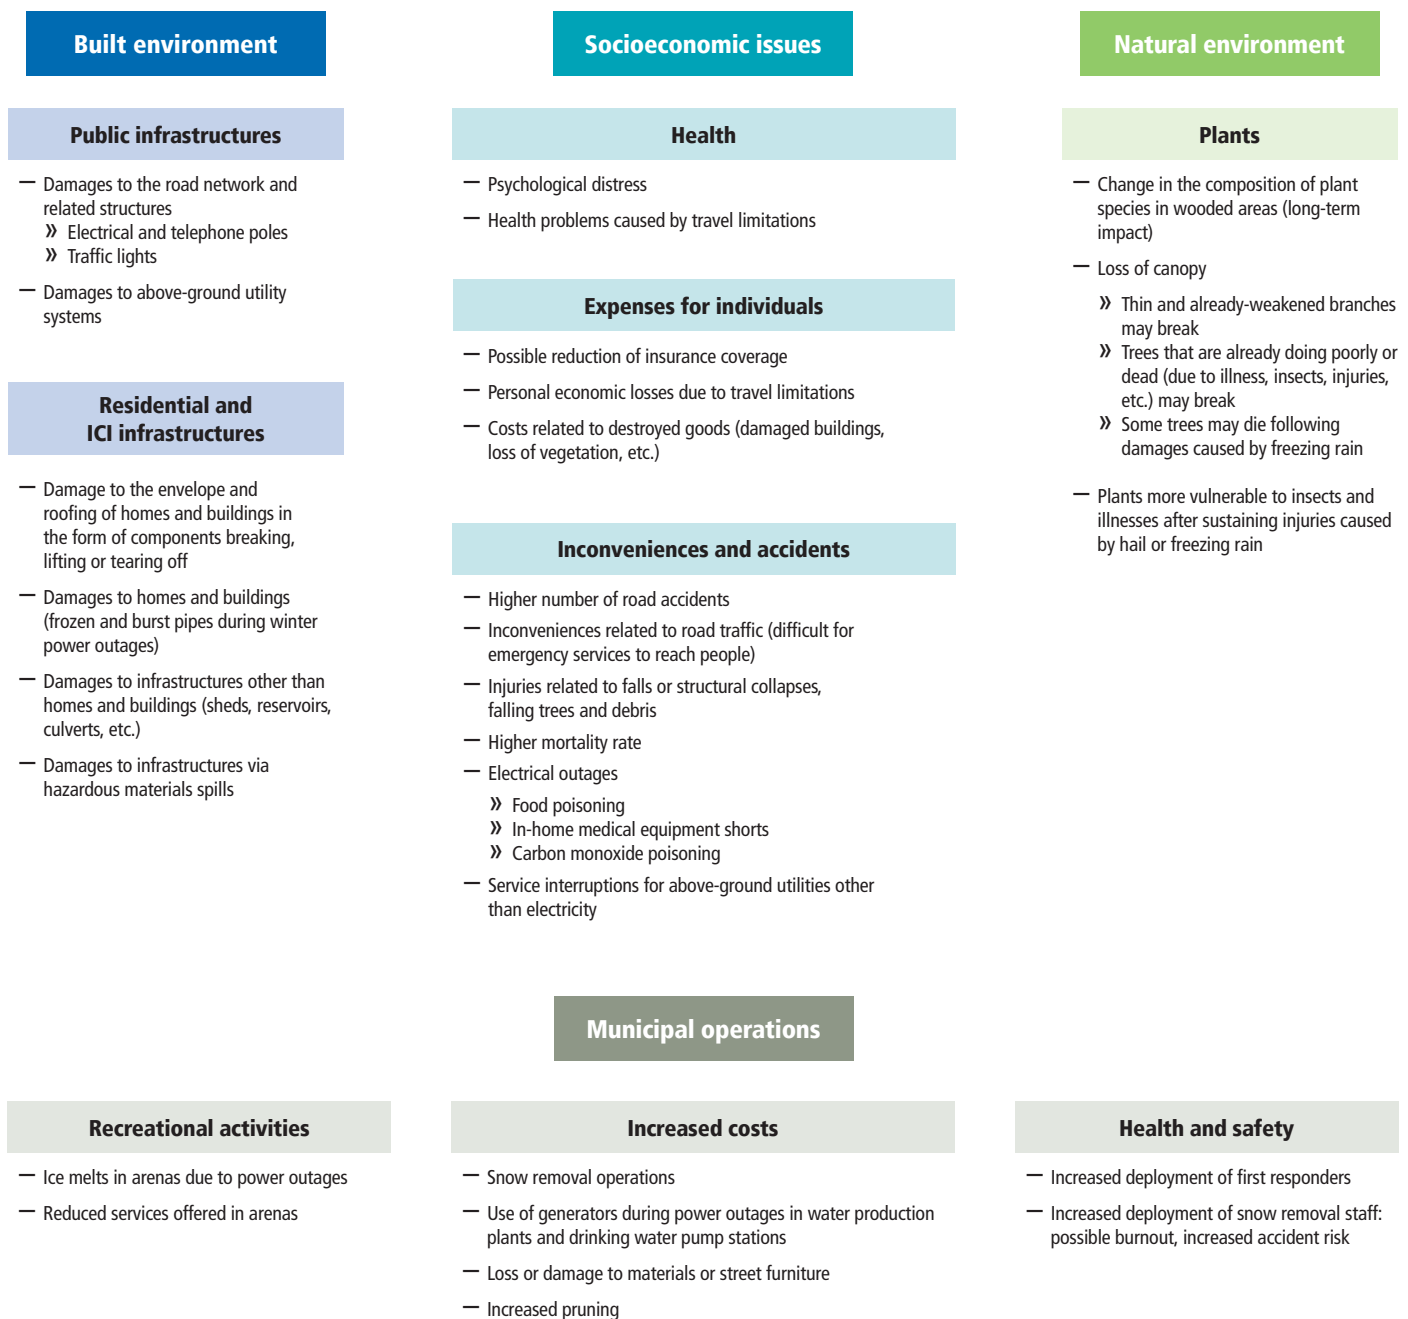 Built environment
Public infrastructures
— Damages to the road network and
related structures
» Electrical and telephone poles
» Traffic lights
— Damages to above-ground utility
systems
Residential and
ICI infrastructures
— Damage to the envelope and
roofing of homes and buildings in
the form of components breaking,
lifting or tearing off
— Damages to homes and buildings
(frozen and burst pipes during winter
power outages)
— Damages to infrastructures other than
homes and buildings (sheds, reservoirs,
culverts, etc.)
— Damages to infrastructures via
hazardous materials spills
Socioeconomic issues
Health
— Psychological distress
— Health problems caused by travel limitations
Expenses for individuals
— Possible reduction of insurance coverage
— Personal economic losses due to travel limitations
— Costs related to destroyed goods (damaged buildings,
loss of vegetation, etc.)
Inconveniences and accidents
— Higher number of road accidents
— Inconveniences related to road traffic (difficult for
emergency services to reach people)
— Injuries related to falls or structural collapses,
falling trees and debris
— Higher mortality rate
— Electrical outages
» Food poisoning
» In-home medical equipment shorts
» Carbon monoxide poisoning
— Service interruptions for above-ground utilities other
than electricity
Natural environment
Plants
— Change in the composition of plant
species in wooded areas (long-term
impact)
— Loss of canopy
» Thin and already-weakened branches
may break
» Trees that are already doing poorly or
dead (due to illness, insects, injuries,
etc.) may break
» Some trees may die following
damages caused by freezing rain
— Plants more vulnerable to insects and
illnesses after sustaining injuries caused
by hail or freezing rain
Municipal operations
Recreational activities
— Ice melts in arenas due to power outages
— Reduced services offered in arenas
Increased costs
— Snow removal operations
— Use of generators during power outages in water production
plants and drinking water pump stations
— Loss or damage to materials or street furniture
— Increased pruning
Health and safety
— Increased deployment of first responders
— Increased deployment of snow removal staff:
possible burnout, increased accident risk